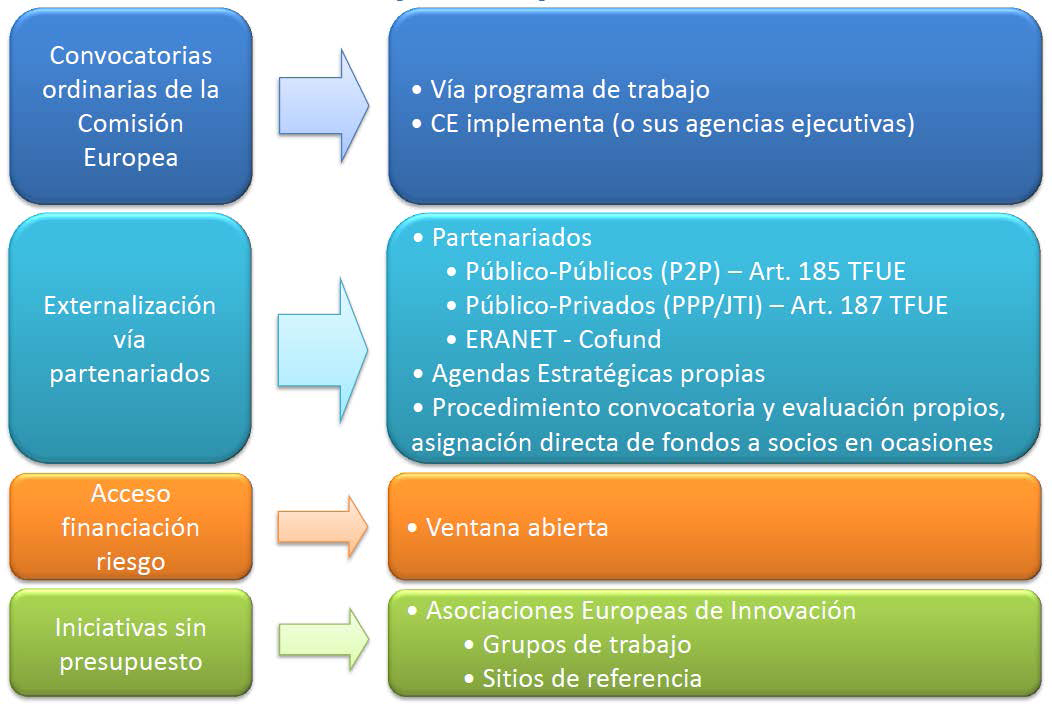 Convocatorias
ordinarias de la
Comisión
Europea
• Vía programa de trabajo
• CE implementa (o sus agencias ejecutivas)
Externalización
vía
partenariados
• Partenariados
• Público-Públicos (P2P) – Art. 185 TFUE
• Público-Privados (PPP/JTI) – Art. 187 TFUE
• ERANET - Cofund
• Agendas Estratégicas propias
• Procedimiento convocatoria y evaluación propios,
asignación directa de fondos a socios en ocasiones
Acceso
financiación
riesgo
• Ventana abierta
Iniciativas sin
presupuesto
• Asociaciones Europeas de Innovación
• Grupos de trabajo
• Sitios de referencia